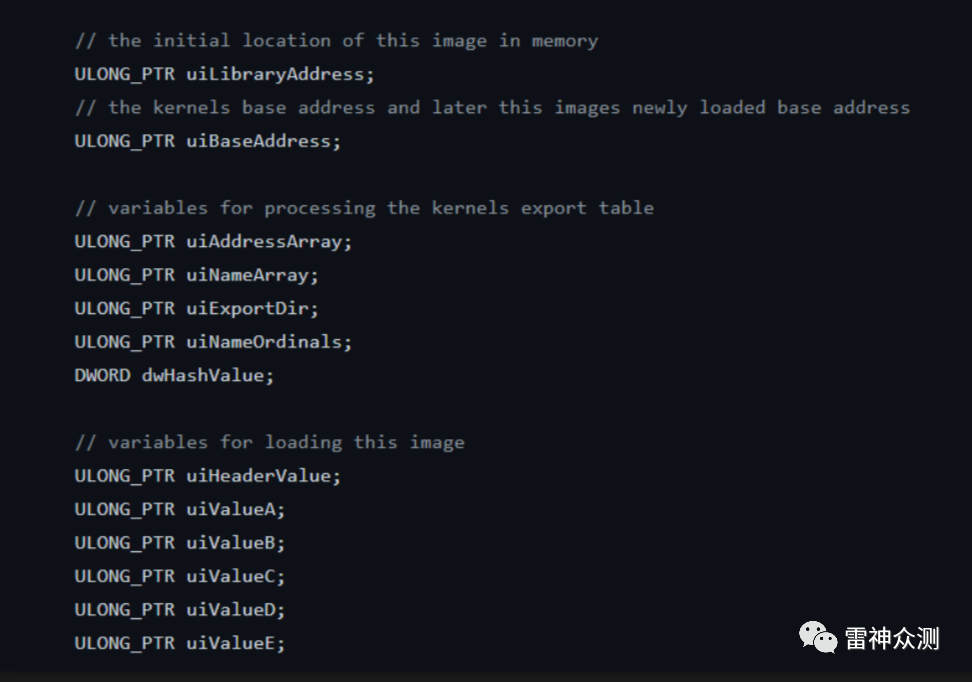 // the initial location of this image in memory
ULONG_PTR uiLibraryAddress;
// the kernels base address and later this images newly loaded base address
ULONG_PTR uiBaseAddress;
// variables for processing the kernels export table
ULONG_PTR uiAddressArray;
ULONG_PTR uiNameArray;
ULONG_PTR uiExportDir;
ULONG_PTR uiNameOrdinals;
DWORD dwHashValue;
// variables for loading this image
ULONG_PTR uiHeaderValue;
ULONG_PTR uiValueA;
ULONG_PTR uiValueB;
ULONG_PTR uiValueC;
ULONG_PTR uiValueD;
ULONG_PTR uiValueE;
雷神众测